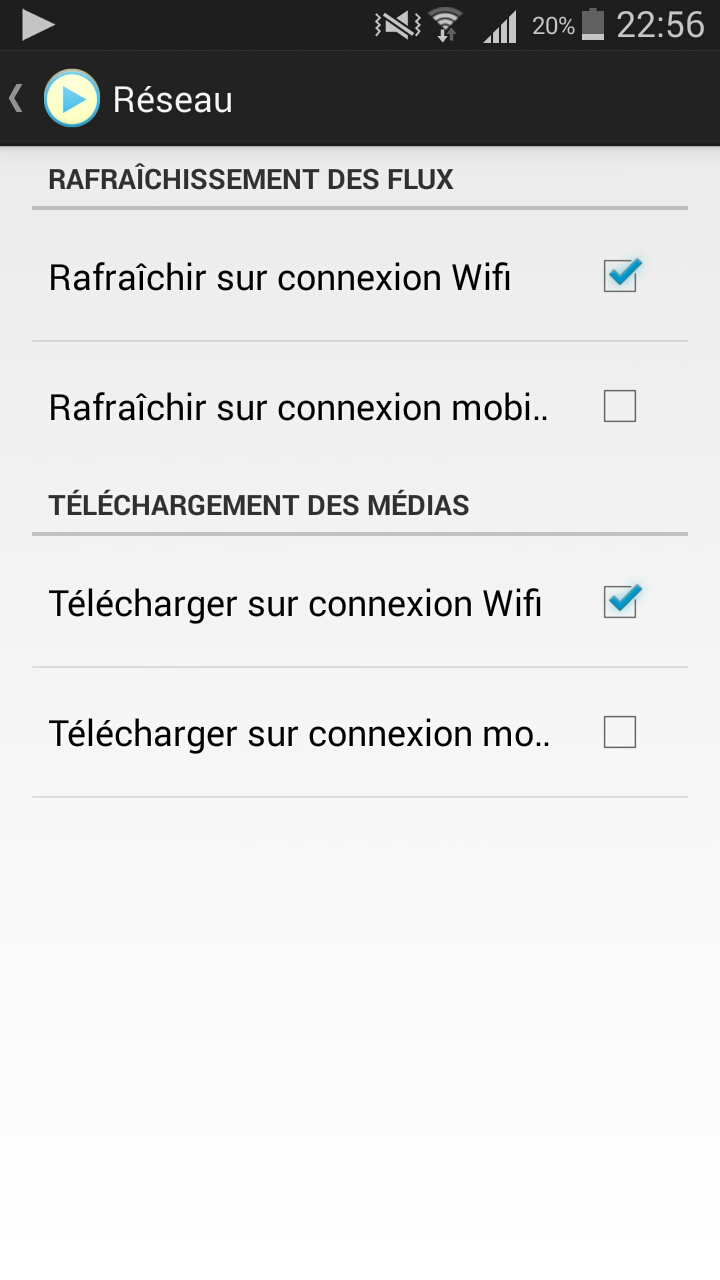 20% 22:56
Réseau
RAFRAÎCHISSEMENT DES FLUX
Rafraîchir sur connexion Wifi
Rafraîchir sur connexion mobi..
TÉLÉCHARGEMENT DES MÉDIAS
Télécharger sur connexion Wifi
Télécharger sur connexion mo..